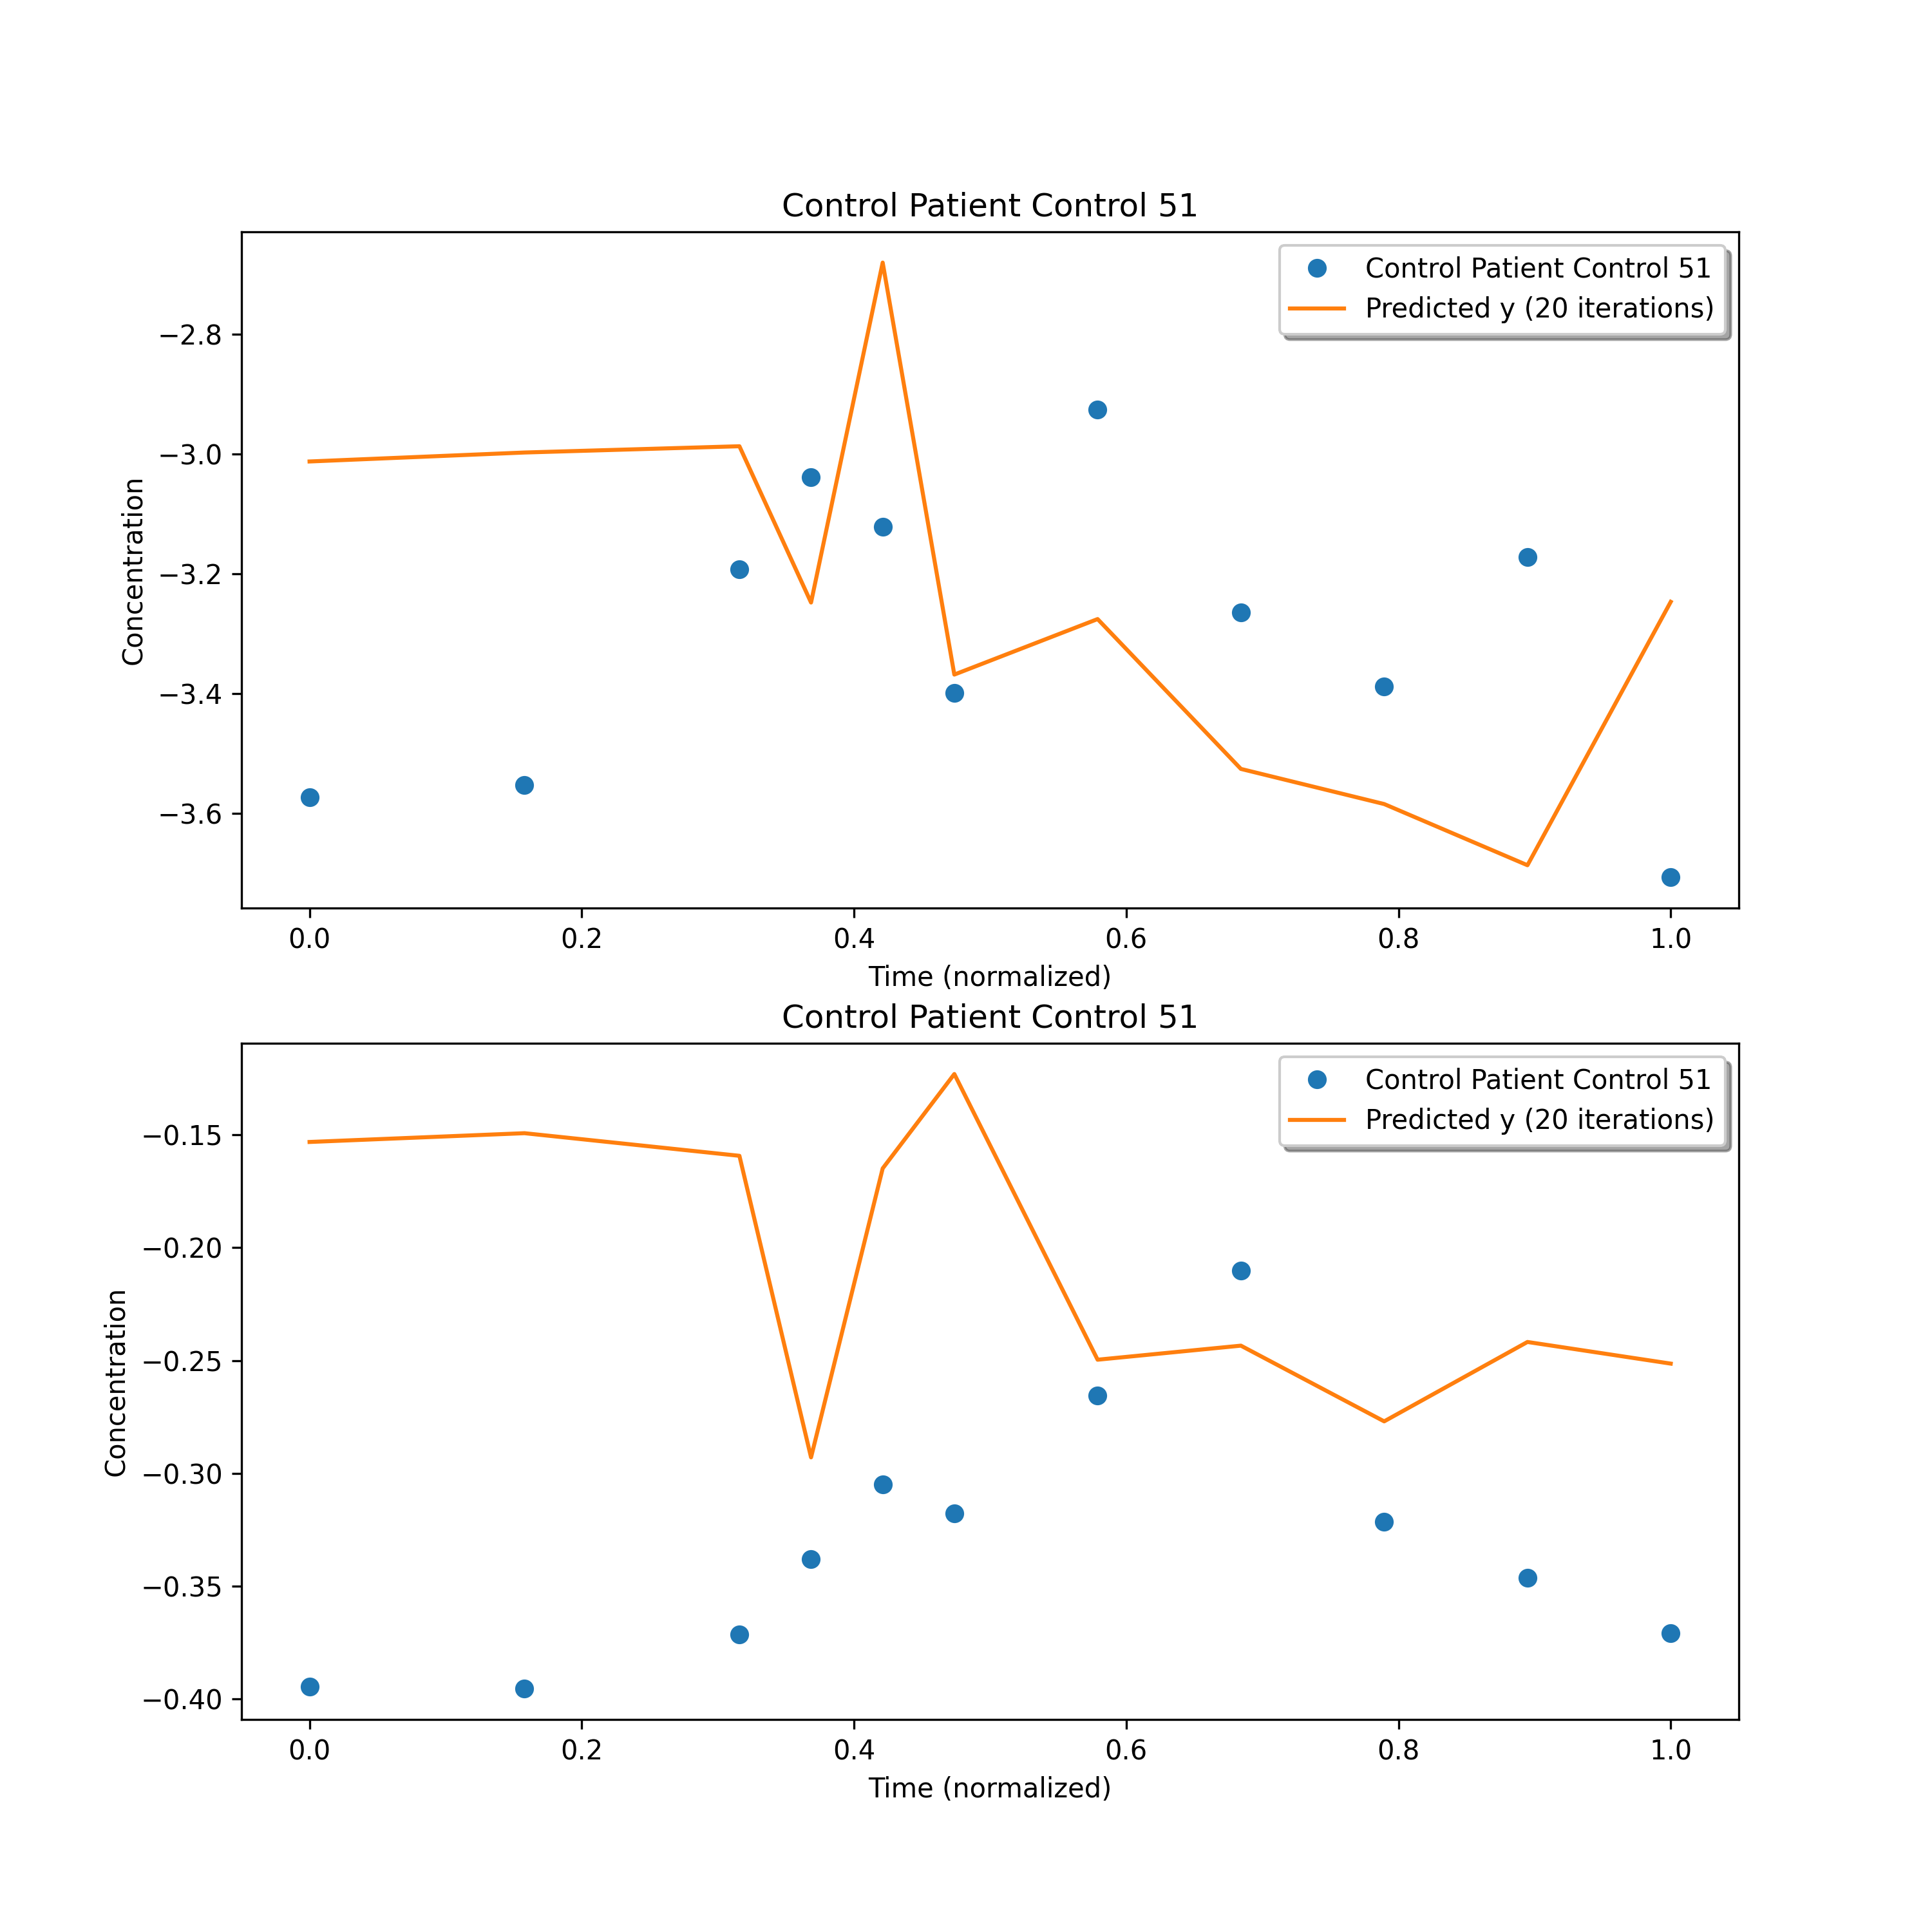 Control Patient Control 51
Control Patient Control 51
Predicted y (20 iterations)
−2.8
−3.0
−3.2
−3.4
−3.6
Concentration
0.0 0.2 0.4 0.6 0.8 1.0
Time (normalized)
Control Patient Control 51
Control Patient Control 51
Predicted y (20 iterations)
−0.15
−0.20
−0.25
−0.30
−0.35
−0.40
Concentration
0.0 0.2 0.4 0.6 0.8 1.0
Time (normalized)